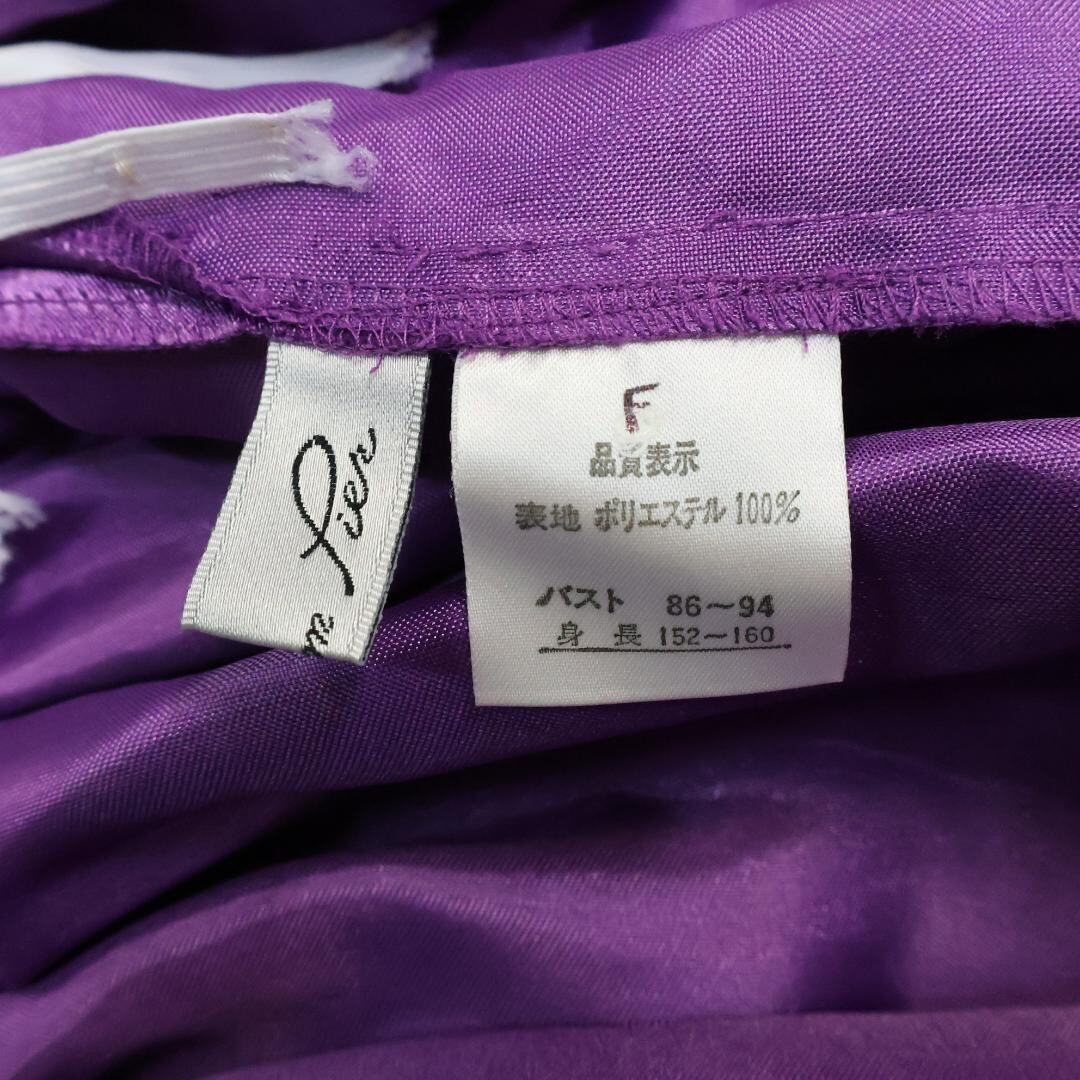 Pier
F
品質表示
表地 ポリエステル 100%
バスト 86～94
身長 152～160